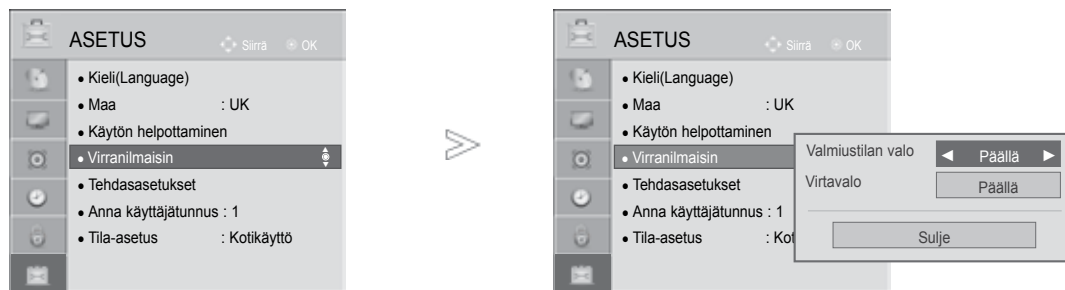 ASETUS
Siirrä OK
• Kieli(Language)
• Maa : UK
• Käytön helpottaminen
• Virranilmaisin
• Tehdasasetukset
• Anna käyttäjätunnus : 1
• Tila-asetus : Kotikäyttö
ASETUS
Siirrä OK
• Kieli(Language)
• Maa : UK
• Käytön helpottaminen
• Virranilmaisin
• Tehdasasetukset
• Anna käyttäjätunnus : 1
• Tila-asetus : Kot
Valmiustilan valo ◄ Päällä ►
Virtavalo Päällä
Sulje